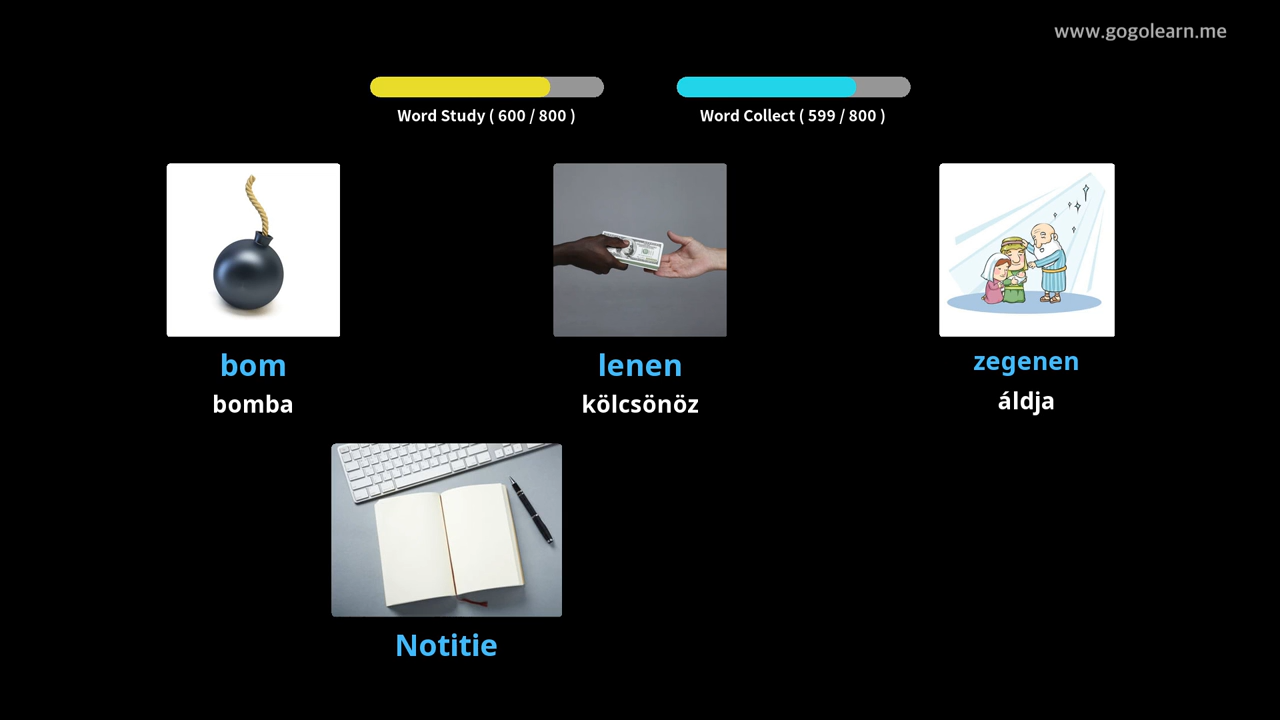 www.gogolearn.me
Word Study ( 600 / 800 )
Word Collect ( 599 / 800 )
bom
lenen
zegenen
bomba
kölcsönöz
áldja
Notitie